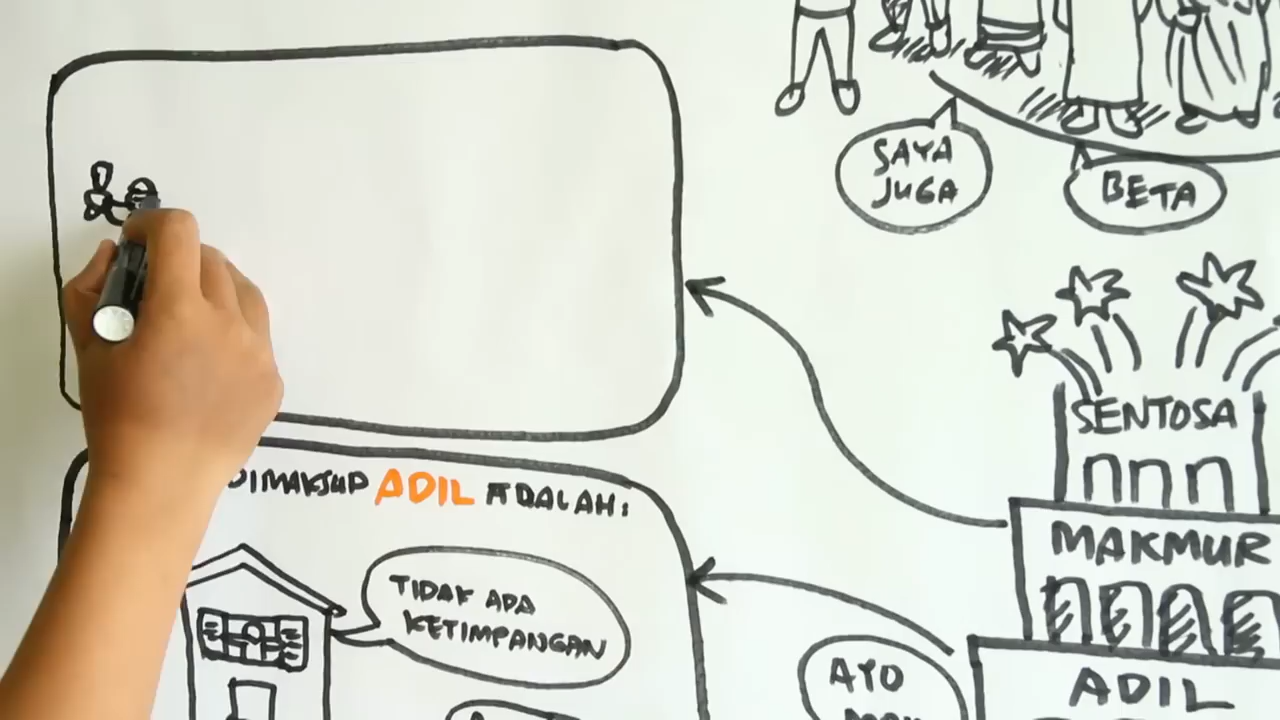 SAYA
JUGA
BETA
SENTOSA
MAKMUR
ADIL
DIMAKSUD ADIL ADALAH:
TIDAK ADA
KETIMPANGAN
AYO